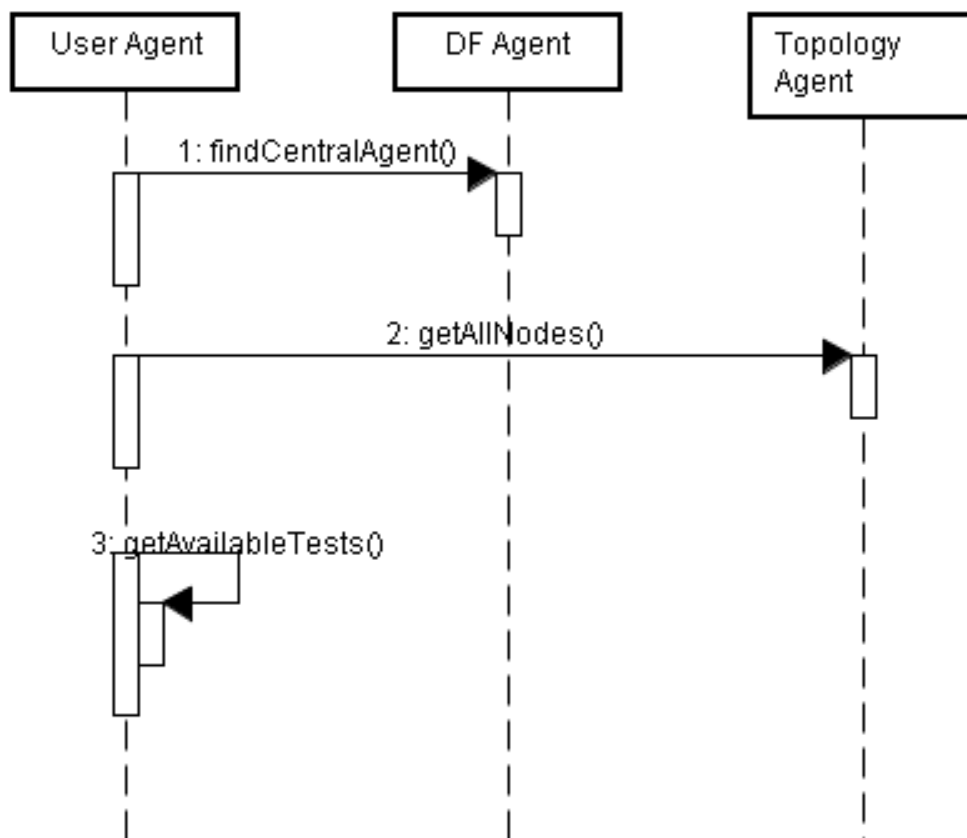 User Agent
DF Agent
Topology
Agent
1: findCentralAgent()
2: getAllNodes()
3: getAvailableTests()